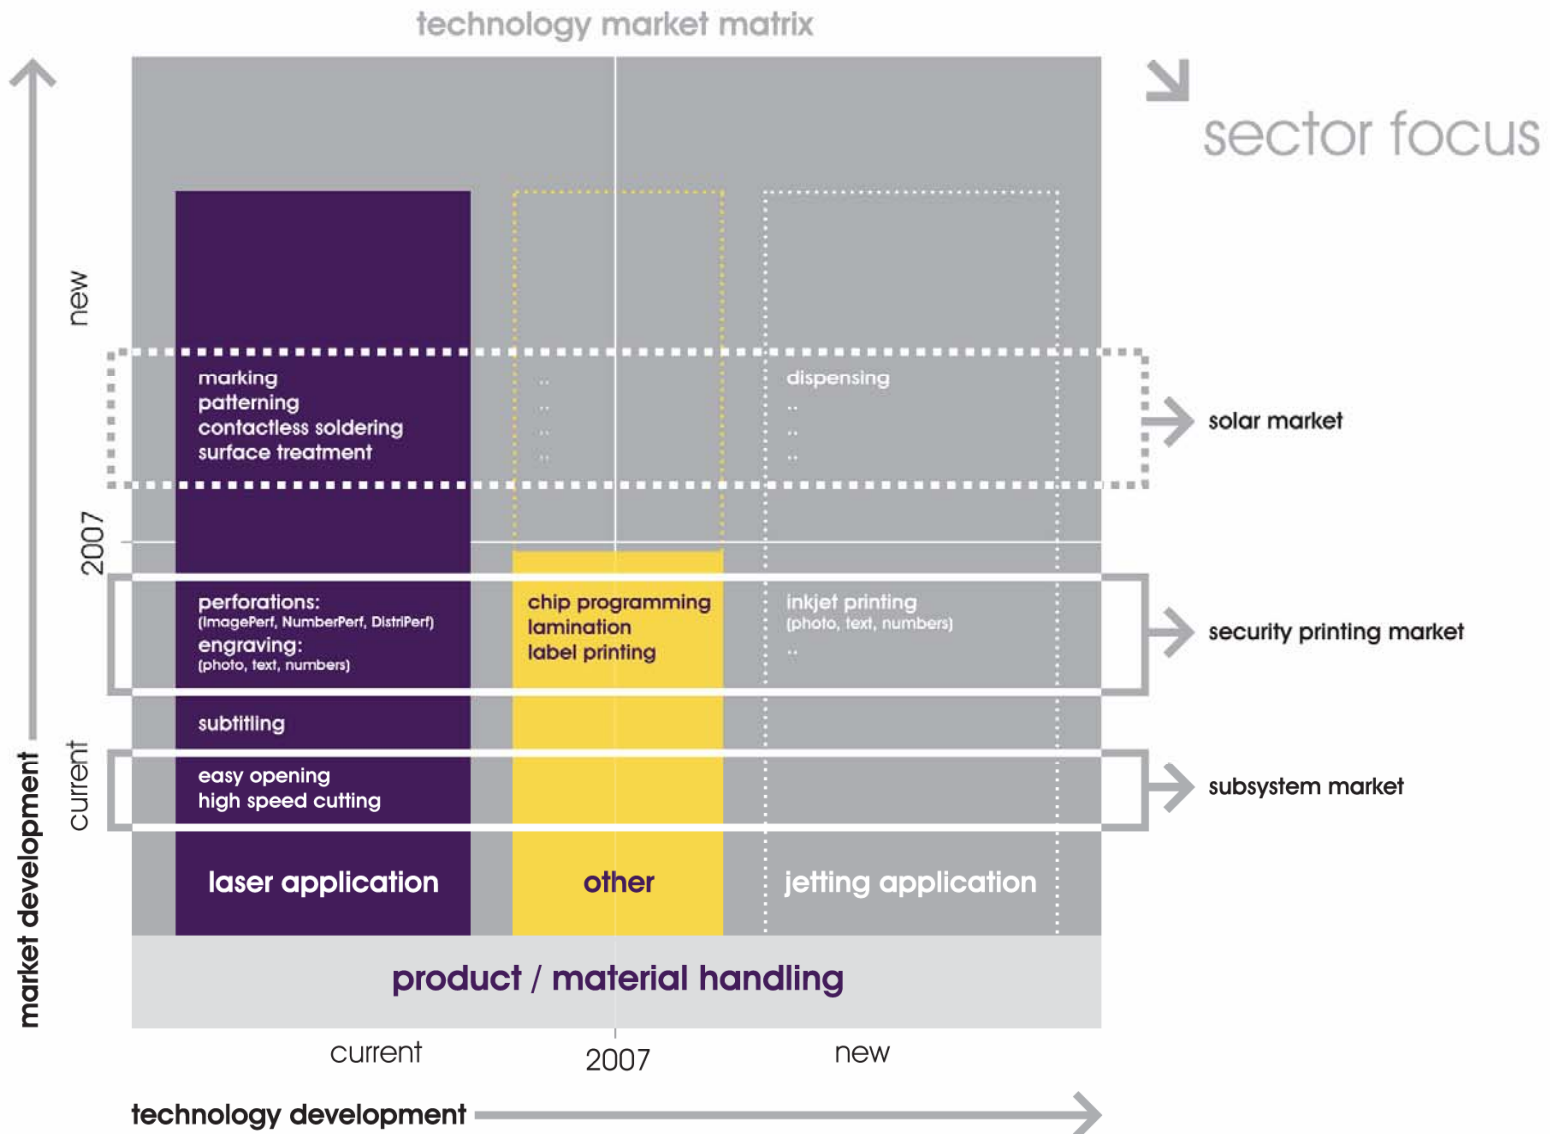 technology market matrix
sector focus
new
2007
current
market development
marking
patterning
contactless soldering
surface treatment
..
..
..
..
dispensing
..
..
..
solar market
perforations:
(ImagePerf, NumberPerf, DistriPerf)
engraving:
(photo, text, numbers)
chip programming
lamination
label printing
inkjet printing
(photo, text, numbers)
..
security printing market
subtitling
easy opening
high speed cutting
subsystem market
laser application
other
jetting application
product / material handling
current
2007
new
technology development